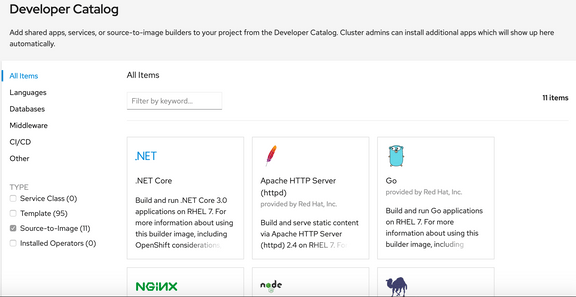 Developer Catalog
Add shared apps, services, or source-to-image builders to your project from the Developer Catalog. Cluster admins can install additional apps which will show up here
automatically.
All Items
Languages
Databases
Middleware
CI/CD
Other
TYPE
Service Class (0)
Template (95)
Source-to-Image (11)
Installed Operators (0)
All Items
Filter by keyword...
11 items
.NET
.NET Core
Build and run .NET Core 3.0
applications on RHEL 7. For
more information about using
this builder image, including
OpenShift considerations
Apache HTTP Server
(httpd)
provided by Red Hat, Inc.
Build and serve static content
via Apache HTTP Server
(httpd) 2.4 on RHEL 7. For
Go
provided by Red Hat, Inc.
Build and run Go applications
on RHEL 7. For more
information about using this
builder image, including
NGINX
node